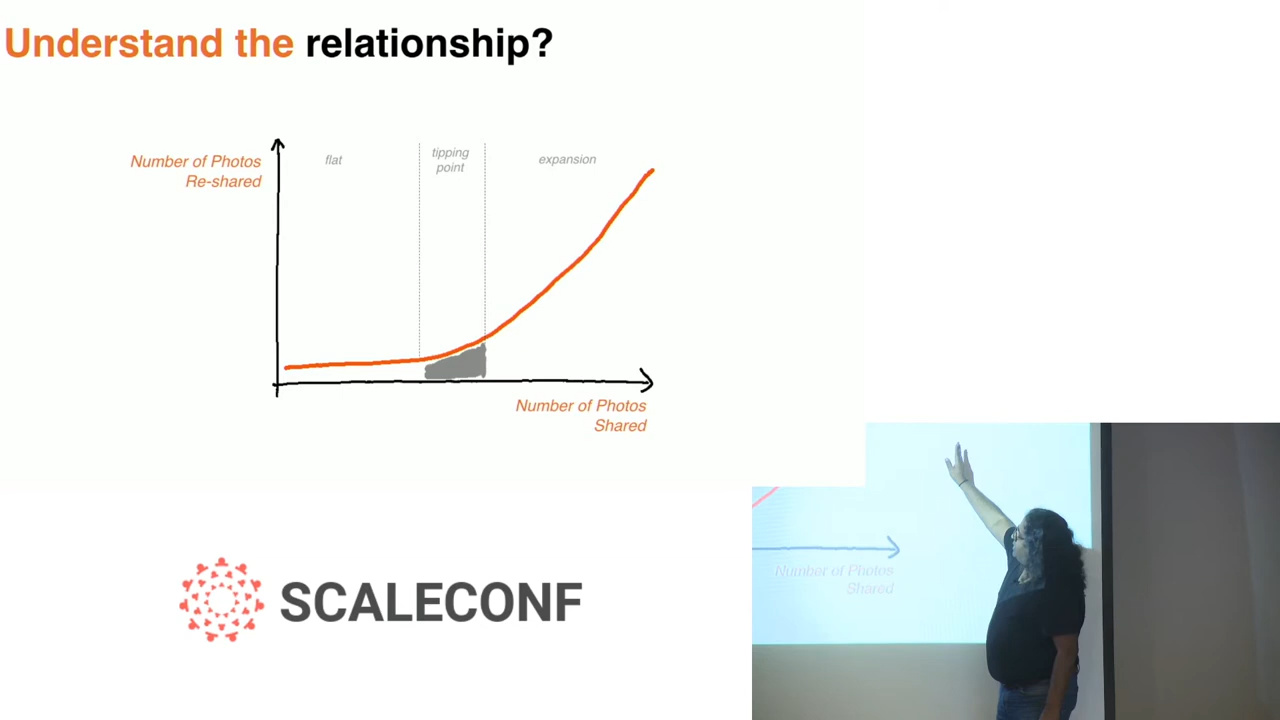 Understand the relationship?
Number of Photos
Re-shared
flat
tipping
point
expansion
Number of Photos
Shared
SCALECONF
Number of Photos
Shared